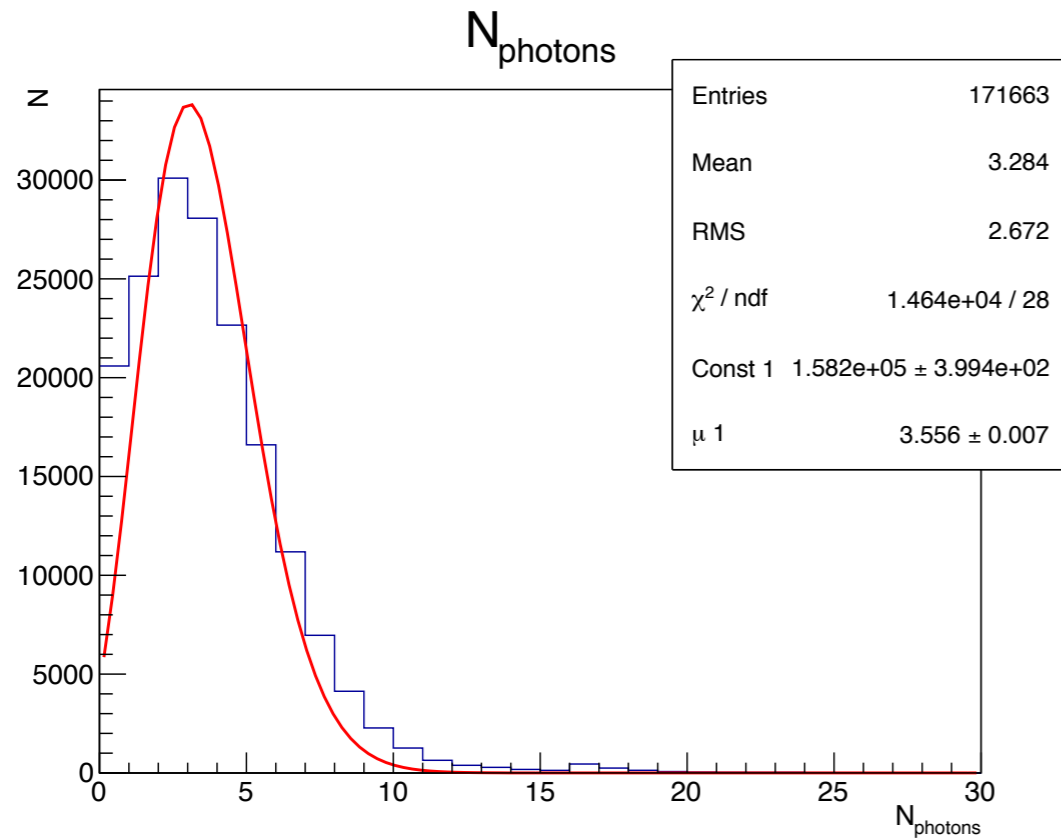 N_photons
Entries 171663
Mean 3.284
RMS 2.672
χ² / ndf 1.464e+04 / 28
Const 1 1.582e+05 ± 3.994e+02
μ 1 3.556 ± 0.007
N
30000
25000
20000
15000
10000
5000
0
0 5 10 15 20 25 30
N_photons